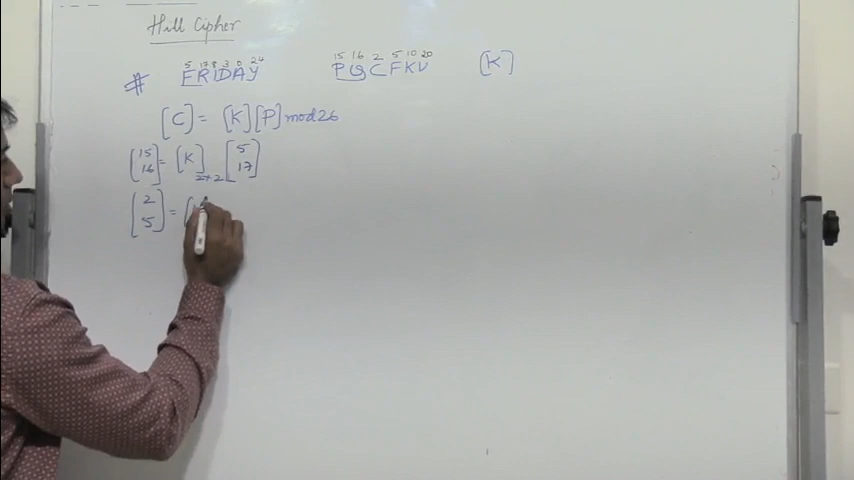 Hill Cipher
5 17 8 3 0 24 15 16 2 5 10 20
# FRIDAY PQCFKU [K]
[C] = [K][P] mod 26
[15 16] = [K] 2×2 [5 17]
[2 5] = [